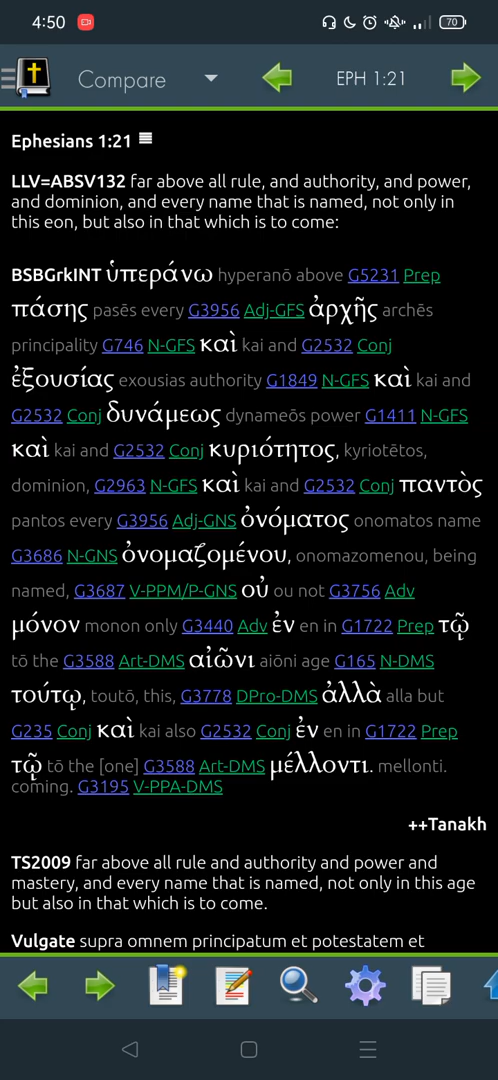 4:50
70
Compare
EPH 1:21
Ephesians 1:21
LLV=ABSV132 far above all rule, and authority, and power,
and dominion, and every name that is named, not only in
this eon, but also in that which is to come:
BSBGrkINT ὑπεράνω hyperanō above G5231 Prep
πάσης pasēs every G3956 Adj-GFS ἀρχῆς archēs
principality G746 N-GFS καὶ kai and G2532 Conj
ἐξουσίας exousias authority G1849 N-GFS καὶ kai and
G2532 Conj δυνάμεως dynameōs power G1411 N-GFS
καὶ kai and G2532 Conj κυριότητος, kyriotētos,
dominion, G2963 N-GFS καὶ kai and G2532 Conj παντὸς
pantos every G3956 Adj-GNS ὀνόματος onomatos name
G3686 N-GNS ὀνομαζομένου, onomazomenou, being
named, G3687 V-PPM/P-GNS οὐ ou not G3756 Adv
μόνον monon only G3440 Adv ἐν en in G1722 Prep τῷ
tō the G3588 Art-DMS αἰῶνι aiōni age G165 N-DMS
τούτῳ, toutō, this, G3778 DPro-DMS ἀλλὰ alla but
G235 Conj καὶ kai also G2532 Conj ἐν en in G1722 Prep
τῷ tō the [one] G3588 Art-DMS μέλλοντι. mellonti.
coming. G3195 V-PPA-DMS
++Tanakh
TS2009 far above all rule and authority and power and
mastery, and every name that is named, not only in this age
but also in that which is to come.
Vulgate supra omnem principatum et potestatem et